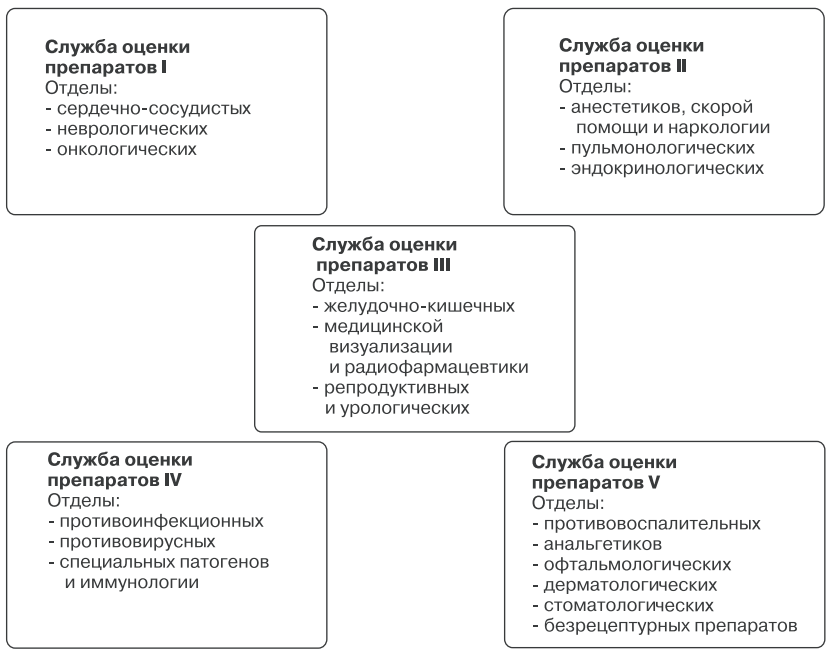 Служба оценки
препаратов I
Отделы:
- сердечно-сосудистых
- неврологических
- онкологических
Служба оценки
препаратов II
Отделы:
- анестетиков, скорой
помощи и наркологии
- пульмонологических
- эндокринологических
Служба оценки
препаратов III
Отделы:
- желудочно-кишечных
- медицинской
визуализации
и радиофармацевтики
- репродуктивных
и урологических
Служба оценки
препаратов IV
Отделы:
- противоинфекционных
- противовирусных
- специальных патогенов
и иммунологии
Служба оценки
препаратов V
Отделы:
- противовоспалительных
- анальгетиков
- офтальмологических
- дерматологических
- стоматологических
- безрецептурных препаратов